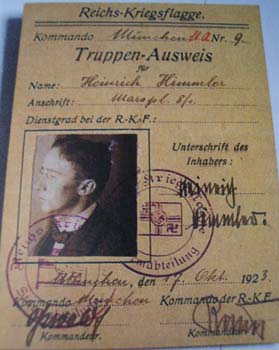 Reichs-Kriegsflagge.
Kommando München Nr. 9.
Truppen-Ausweis
für
Name: Heinrich Himmler
Anschrift: Marspl. 8/o.
Dienstgrad bei der R-K-F:
Unterschrift des
Inhabers:
Heinrich
Himmler.
München, den 17. Okt. 1923
Kommando München Kommando der R-K-F
Kommandeur. Kommandeur.